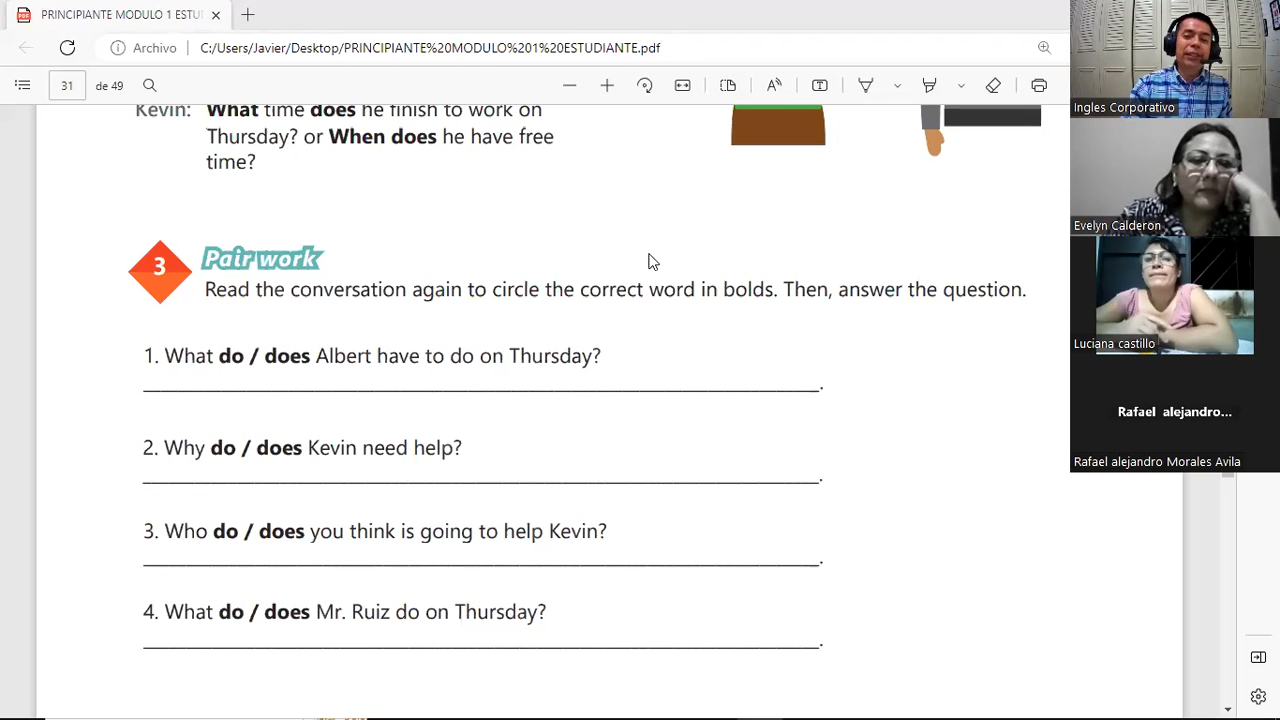 PRINCIPIANTE MODULO 1 ESTU
Archivo
C:/Users/Javier/Desktop/PRINCIPIANTE%20MODULO%201%20ESTUDIANTE.pdf
31
de 49
Kevin: What time does he finish to work on
Thursday? or When does he have free
time?
3
Pair work
Read the conversation again to circle the correct word in bolds. Then, answer the question.
1. What do / does Albert have to do on Thursday?
2. Why do / does Kevin need help?
3. Who do / does you think is going to help Kevin?
4. What do / does Mr. Ruiz do on Thursday?
Ingles Corporativo
Evelyn Calderon
Luciana castillo
Rafael alejandro...
Rafael alejandro Morales Avila